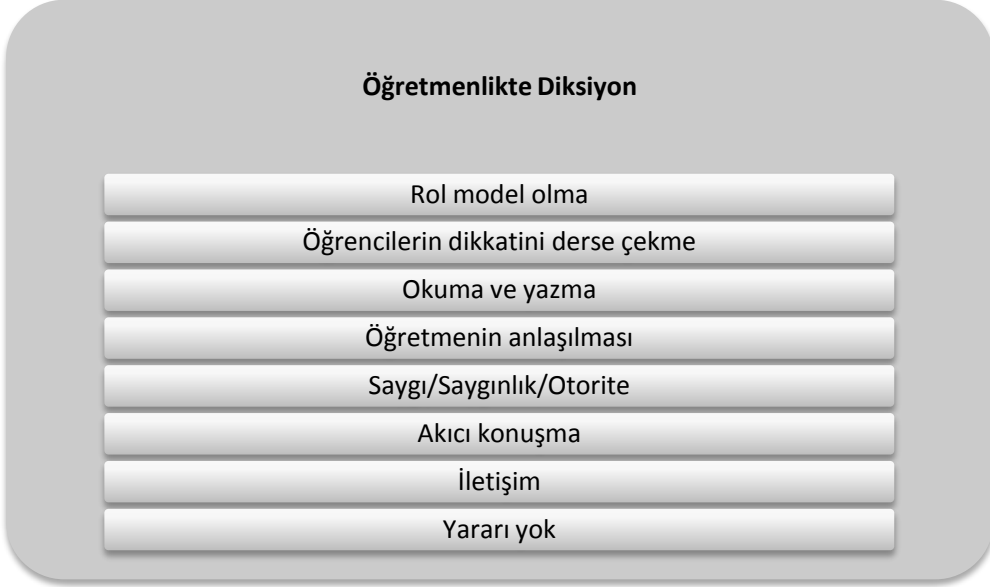 Öğretmenlikte Diksiyon
Rol model olma
Öğrencilerin dikkatini derse çekme
Okuma ve yazma
Öğretmenin anlaşılması
Saygı/Saygınlık/Otorite
Akıcı konuşma
İletişim
Yararı yok